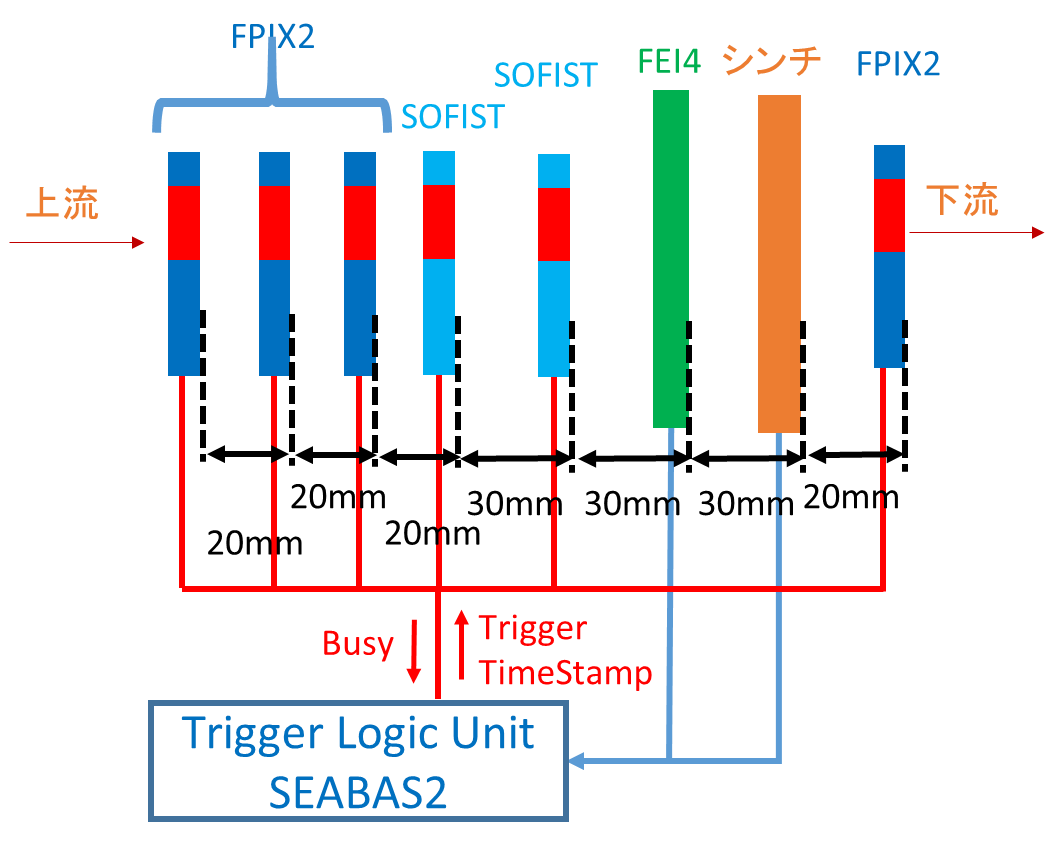 FPIX2
SOFIST
SOFIST
FEI4
シンチ
FPIX2
上流
下流
20mm
20mm
20mm
30mm
30mm
30mm
20mm
Busy
Trigger
TimeStamp
Trigger Logic Unit
SEABAS2